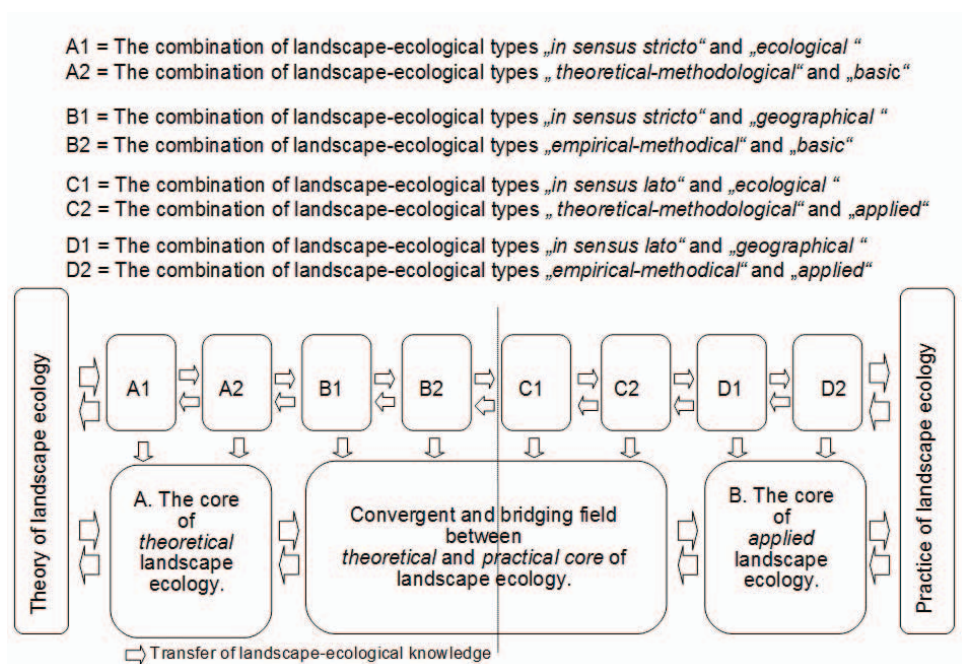 A1 = The combination of landscape-ecological types „in sensus stricto“ and „ecological “
A2 = The combination of landscape-ecological types „ theoretical-methodological“ and „basic“
B1 = The combination of landscape-ecological types „in sensus stricto“ and „geographical “
B2 = The combination of landscape-ecological types „empirical-methodical“ and „basic“
C1 = The combination of landscape-ecological types „in sensus lato“ and „ecological “
C2 = The combination of landscape-ecological types „ theoretical-methodological“ and „applied“
D1 = The combination of landscape-ecological types „in sensus lato“ and „geographical “
D2 = The combination of landscape-ecological types „empirical-methodical“ and „applied“
Theory of landscape ecology
A1
A2
B1
B2
C1
C2
D1
D2
Practice of landscape ecology
A. The core
of
theoretical
landscape
ecology.
Convergent and bridging field
between
theoretical and practical core of
landscape ecology.
B. The core
of
applied
landscape
ecology.
Transfer of landscape-ecological knowledge